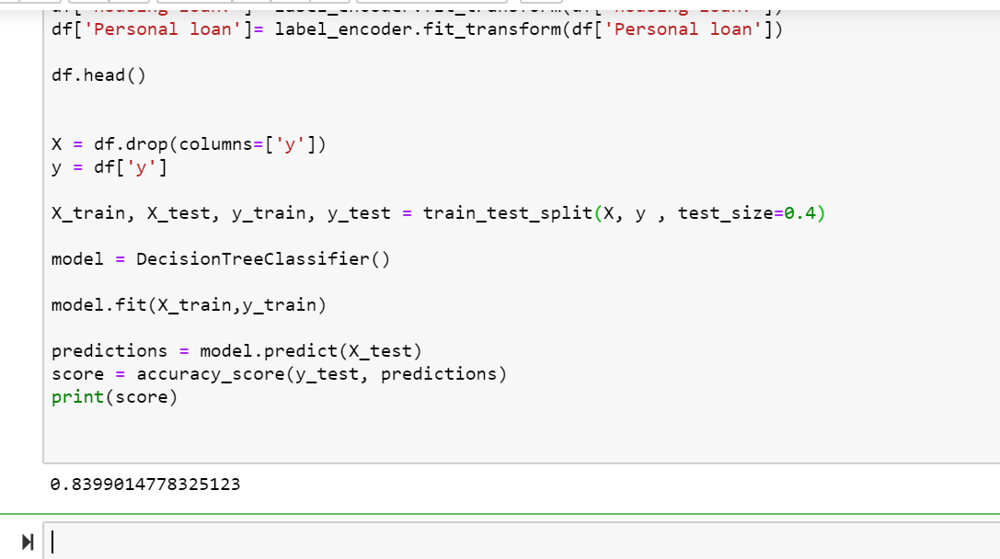 df['Personal loan']= label_encoder.fit_transform(df['Personal loan'])
df.head()
X = df.drop(columns=['y'])
y = df['y']
X_train, X_test, y_train, y_test = train_test_split(X, y , test_size=0.4)
model = DecisionTreeClassifier()
model.fit(X_train,y_train)
predictions = model.predict(X_test)
score = accuracy_score(y_test, predictions)
print(score)
0.8399014778325123